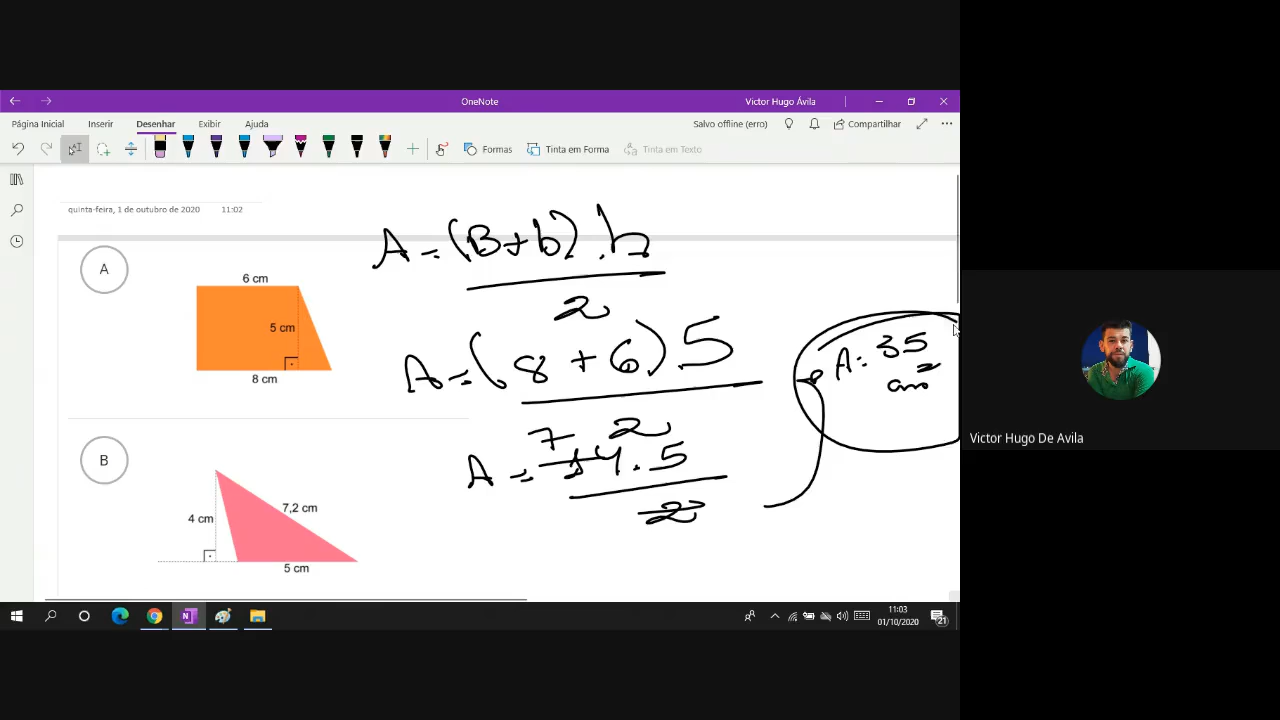 OneNote
Victor Hugo Ávila
Página Inicial Inserir Desenhar Exibir Ajuda
Salvo offline (erro) Compartilhar
Formas Tinta em Forma Tinta em Texto
quinta-feira, 1 de outubro de 2020 11:02
A = (B+b).h
2
A
6 cm
5 cm
8 cm
A = (8 + 6).5
2
A: 35
cm²
7
A = 14.5
2
B
4 cm
7,2 cm
5 cm
Victor Hugo De Avila
11:03
01/10/2020
21